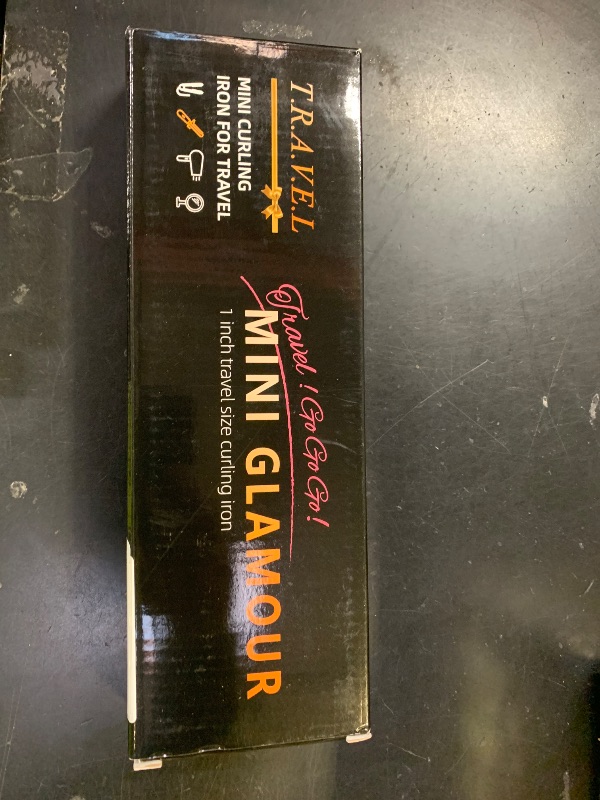 T.R.A.V.E.L
MINI CURLING
IRON FOR TRAVEL
Travel ! Go Go Go!
MINI GLAMOUR
1 inch travel size curling iron